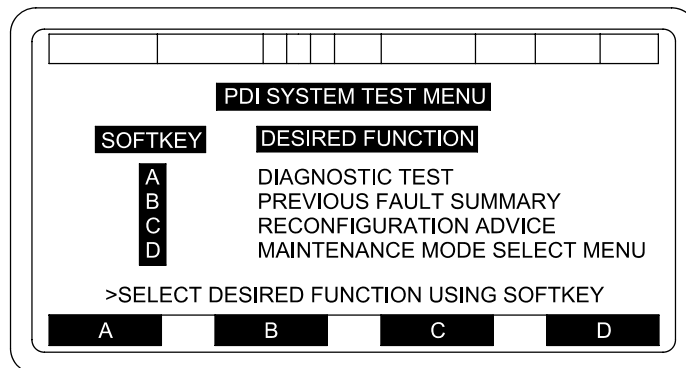 PDI SYSTEM TEST MENU
SOFTKEY DESIRED FUNCTION
A DIAGNOSTIC TEST
B PREVIOUS FAULT SUMMARY
C RECONFIGURATION ADVICE
D MAINTENANCE MODE SELECT MENU
>SELECT DESIRED FUNCTION USING SOFTKEY
A B C D